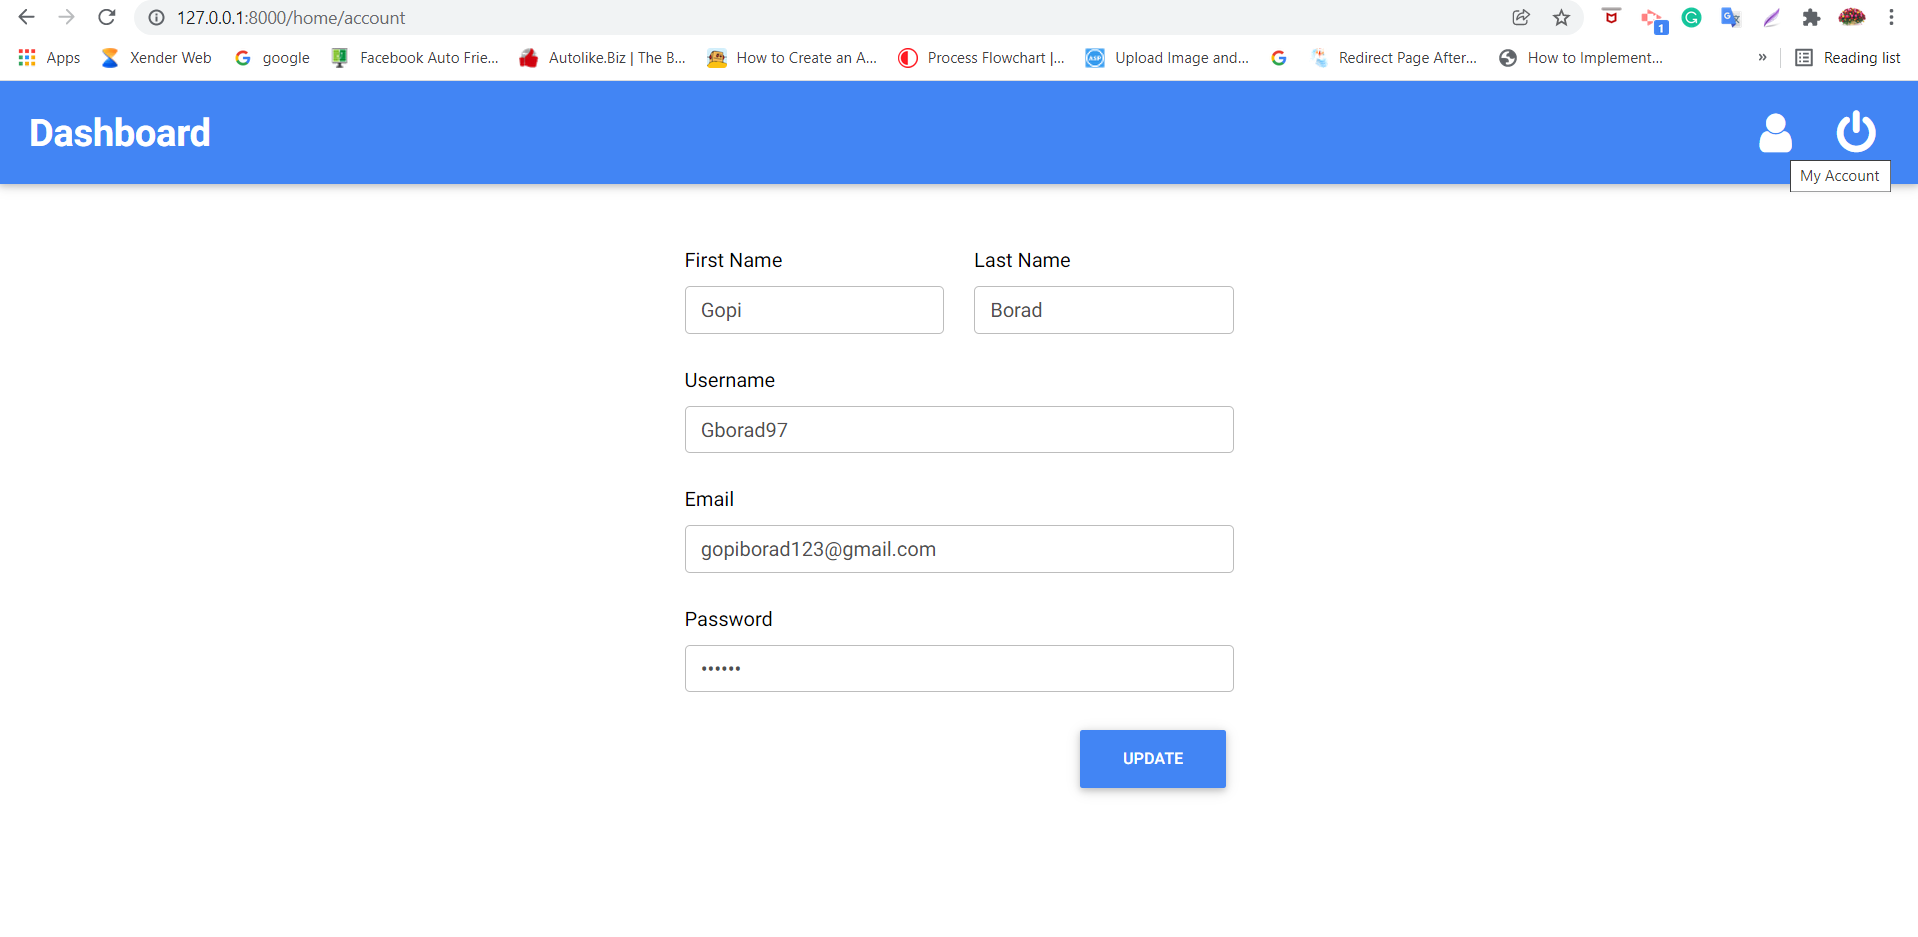 127.0.0.1:8000/home/account
1
Apps Xender Web google Facebook Auto Frie... Autolike.Biz | The B... How to Create an A... Process Flowchart |... ASP Upload Image and... Redirect Page After... How to Implement... » Reading list
Dashboard
My Account
First Name Last Name
Gopi Borad
Username
Gborad97
Email
gopiborad123@gmail.com
Password
••••••
UPDATE